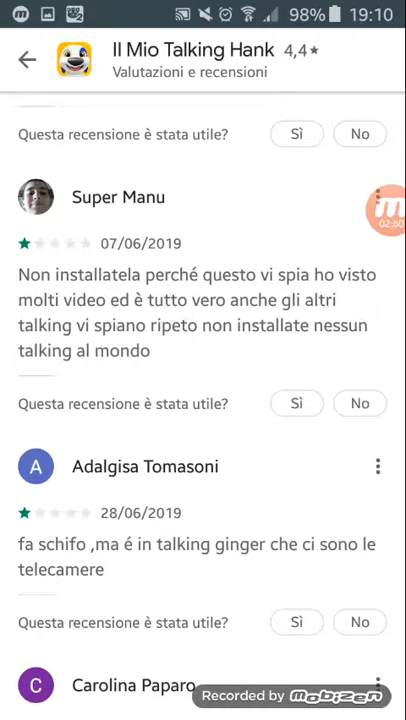 98% 19:10
Il Mio Talking Hank 4,4★
Valutazioni e recensioni
Questa recensione è stata utile? Sì No
Super Manu
02:50
07/06/2019
Non installatela perché questo vi spia ho visto
molti video ed è tutto vero anche gli altri
talking vi spiano ripeto non installate nessun
talking al mondo
Questa recensione è stata utile? Sì No
A Adalgisa Tomasoni
28/06/2019
fa schifo ,ma é in talking ginger che ci sono le
telecamere
Questa recensione è stata utile? Sì No
C Carolina Paparo
Recorded by mobizen